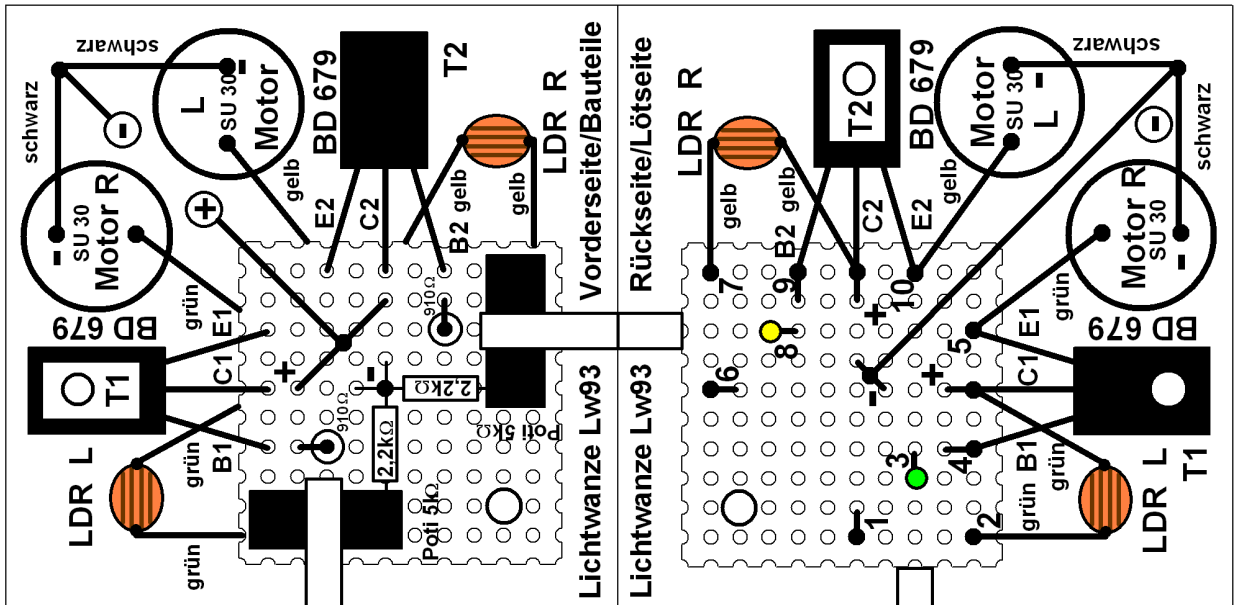 schwarz
schwarz
-
L
SU 30
Motor
-
SU 30
Motor R
-
+
gelb
grün
BD 679
T2
LDR R
gelb
gelb
E2
C2
B2
BD 679
T1
E1
C1
B1
+
-
910Ω
910Ω
2,2kΩ
2,2kΩ
Poti 5kΩ
Poti 5kΩ
LDR L
grün
grün
Vorderseite/Bauteile
Lichtwanze Lw93
Rückseite/Lötseite
Lichtwanze Lw93
LDR R
gelb
gelb
B2
C2
E2
T2
BD 679
gelb
Motor
SU 30
L -
schwarz
-
schwarz
Motor R
SU 30
-
grün
BD 679
T1
E1
C1
B1
grün
grün
LDR L
7
9
10
8
6
5
+
+
-
3
4
1
2